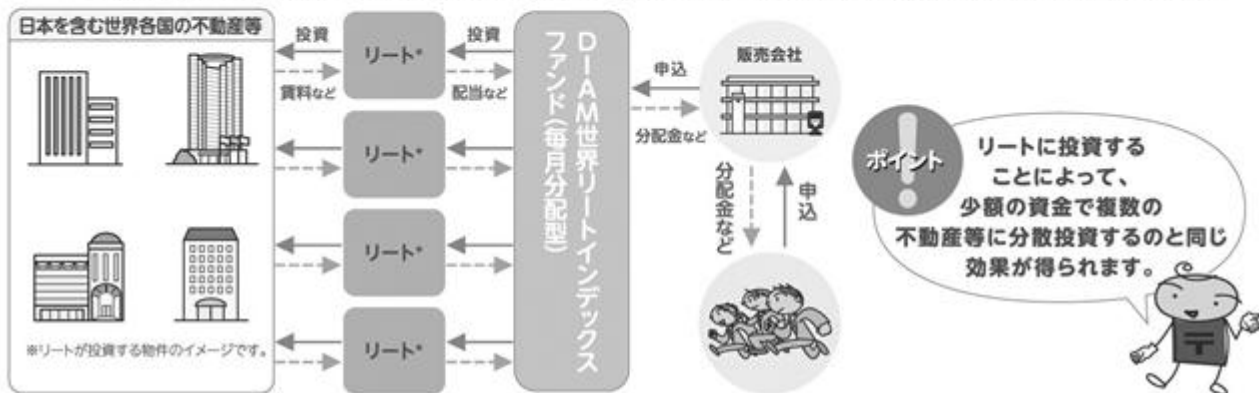 日本を含む世界各国の不動産等
投資
賃料など
※リートが投資する物件のイメージです。
リート*
リート*
リート*
リート*
投資
配当など
DIAM世界リートインデックス
ファンド(毎月分配型)
申込
分配金など
販売会社
分配金など
申込
ポイント
リートに投資する
ことによって、
少額の資金で複数の
不動産等に分散投資するのと同じ
効果が得られます。